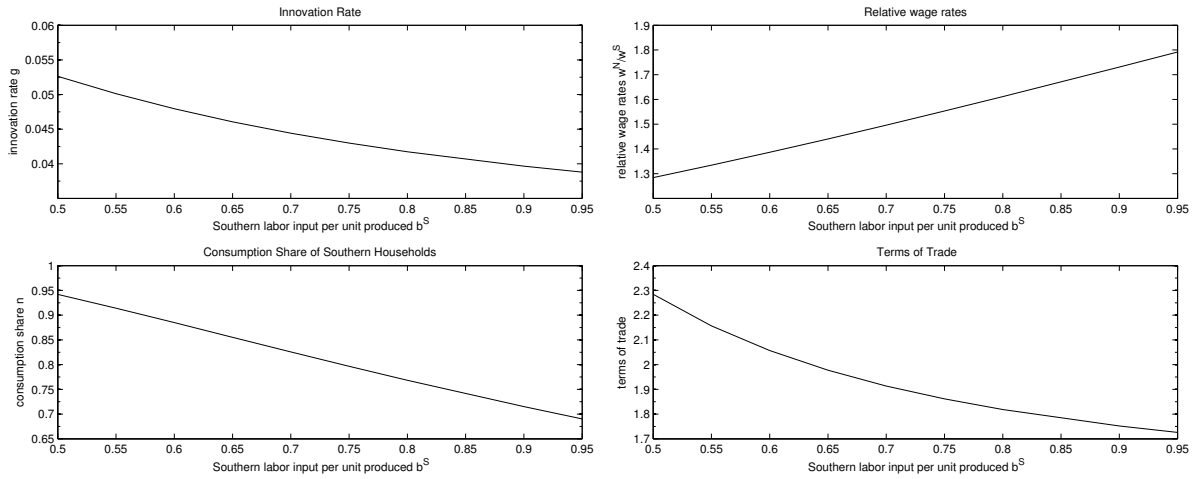 Innovation Rate
0.06
0.055
0.05
0.045
0.04
innovation rate g
0.5 0.55 0.6 0.65 0.7 0.75 0.8 0.85 0.9 0.95
Southern labor input per unit produced b^S
Relative wage rates
1.9
1.8
1.7
1.6
1.5
1.4
1.3
relative wage rates w^N/w^S
0.5 0.55 0.6 0.65 0.7 0.75 0.8 0.85 0.9 0.95
Southern labor input per unit produced b^S
Consumption Share of Southern Households
1
0.95
0.9
0.85
0.8
0.75
0.7
0.65
consumption share n
0.5 0.55 0.6 0.65 0.7 0.75 0.8 0.85 0.9 0.95
Southern labor input per unit produced b^S
Terms of Trade
2.4
2.3
2.2
2.1
2
1.9
1.8
1.7
terms of trade
0.5 0.55 0.6 0.65 0.7 0.75 0.8 0.85 0.9 0.95
Southern labor input per unit produced b^S